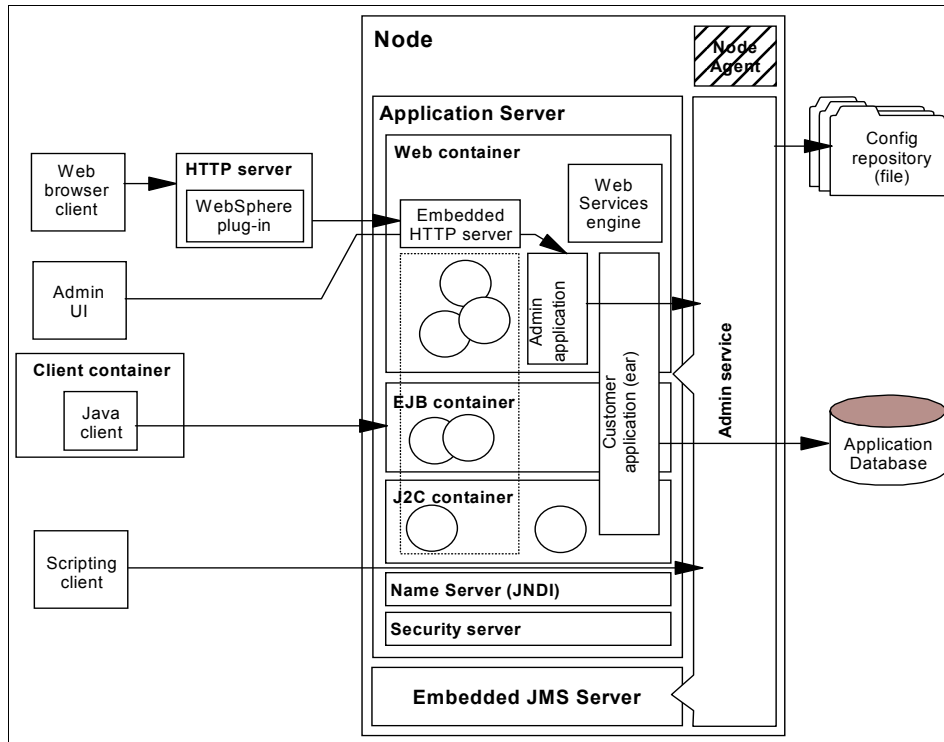 Node
Node
Agent
Application Server
Web container
Web
Services
engine
Embedded
HTTP server
Admin
application
Customer
application (ear)
Admin service
Config
repository
(file)
Web
browser
client
HTTP server
WebSphere
plug-in
Admin
UI
Client container
Java
client
EJB container
Application
Database
J2C container
Scripting
client
Name Server (JNDI)
Security server
Embedded JMS Server